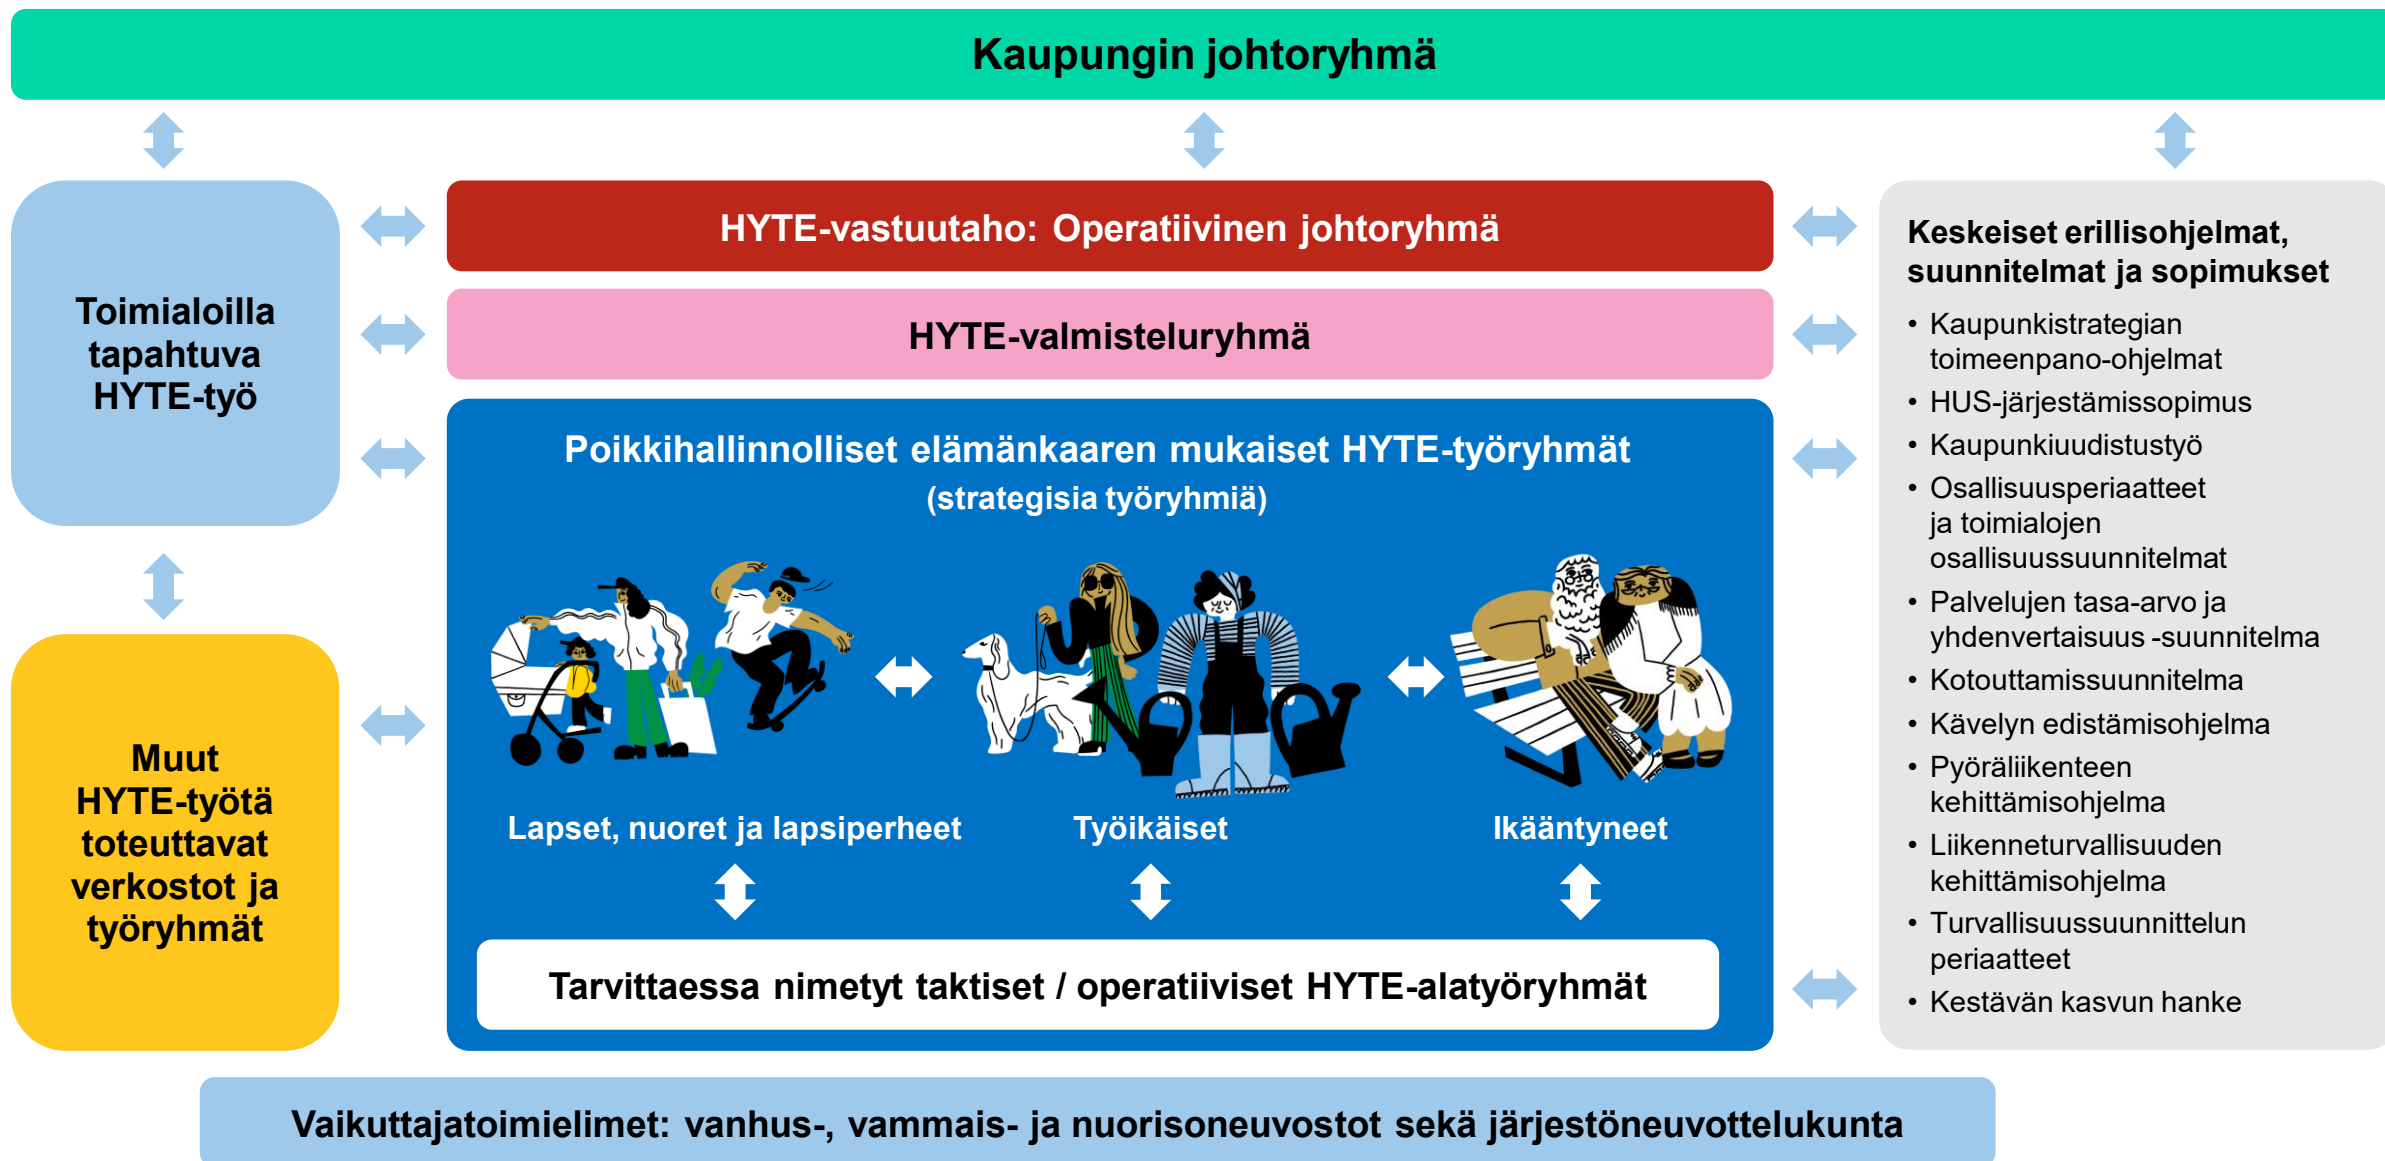 Kaupungin johtoryhmä
Toimialoilla
tapahtuva
HYTE-työ
Muut
HYTE-työtä
toteuttavat
verkostot ja
työryhmät
HYTE-vastuutaho: Operatiivinen johtoryhmä
HYTE-valmisteluryhmä
Poikkihallinnolliset elämänkaaren mukaiset HYTE-työryhmät
(strategisia työryhmiä)
Lapset, nuoret ja lapsiperheet
Työikäiset
Ikääntyneet
Tarvittaessa nimetyt taktiset / operatiiviset HYTE-alatyöryhmät
Keskeiset erillisohjelmat,
suunnitelmat ja sopimukset
• Kaupunkistrategian
toimeenpano-ohjelmat
• HUS-järjestämissopimus
• Kaupunkiuudistustyö
• Osallisuusperiaatteet
ja toimialojen
osallisuussuunnitelmat
• Palvelujen tasa-arvo ja
yhdenvertaisuus -suunnitelma
• Kotouttamissuunnitelma
• Kävelyn edistämisohjelma
• Pyöräliikenteen
kehittämisohjelma
• Liikenneturvallisuuden
kehittämisohjelma
• Turvallisuussuunnittelun
periaatteet
• Kestävän kasvun hanke
Vaikuttajatoimielimet: vanhus-, vammais- ja nuorisoneuvostot sekä järjestöneuvottelukunta